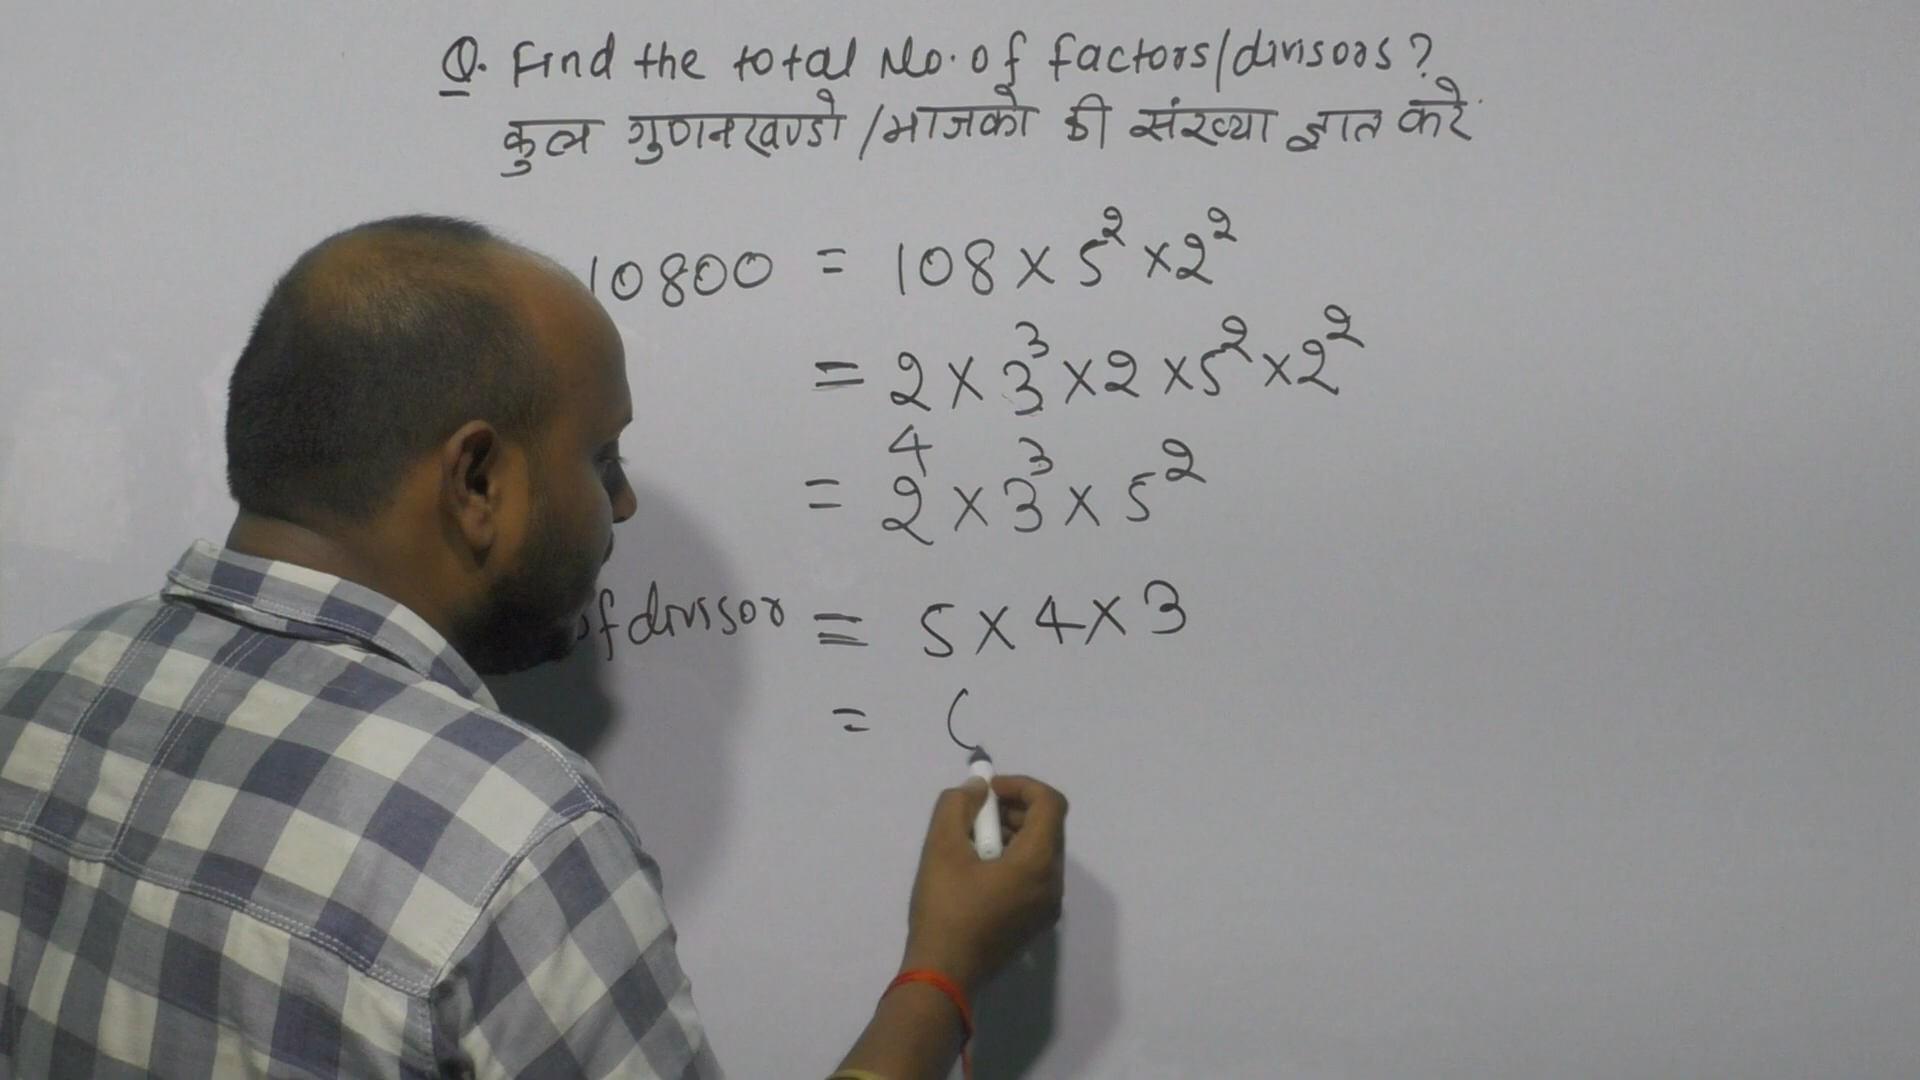 Q. Find the total No. of factors/divisors?
कुल गुणनखण्डो /भाजको की संख्या ज्ञात करे
10800 = 108 × 5² × 2²
= 2 × 3³ × 2 × 5² × 2²
= 2⁴ × 3³ × 5²
of divisor = 5 × 4 × 3
=